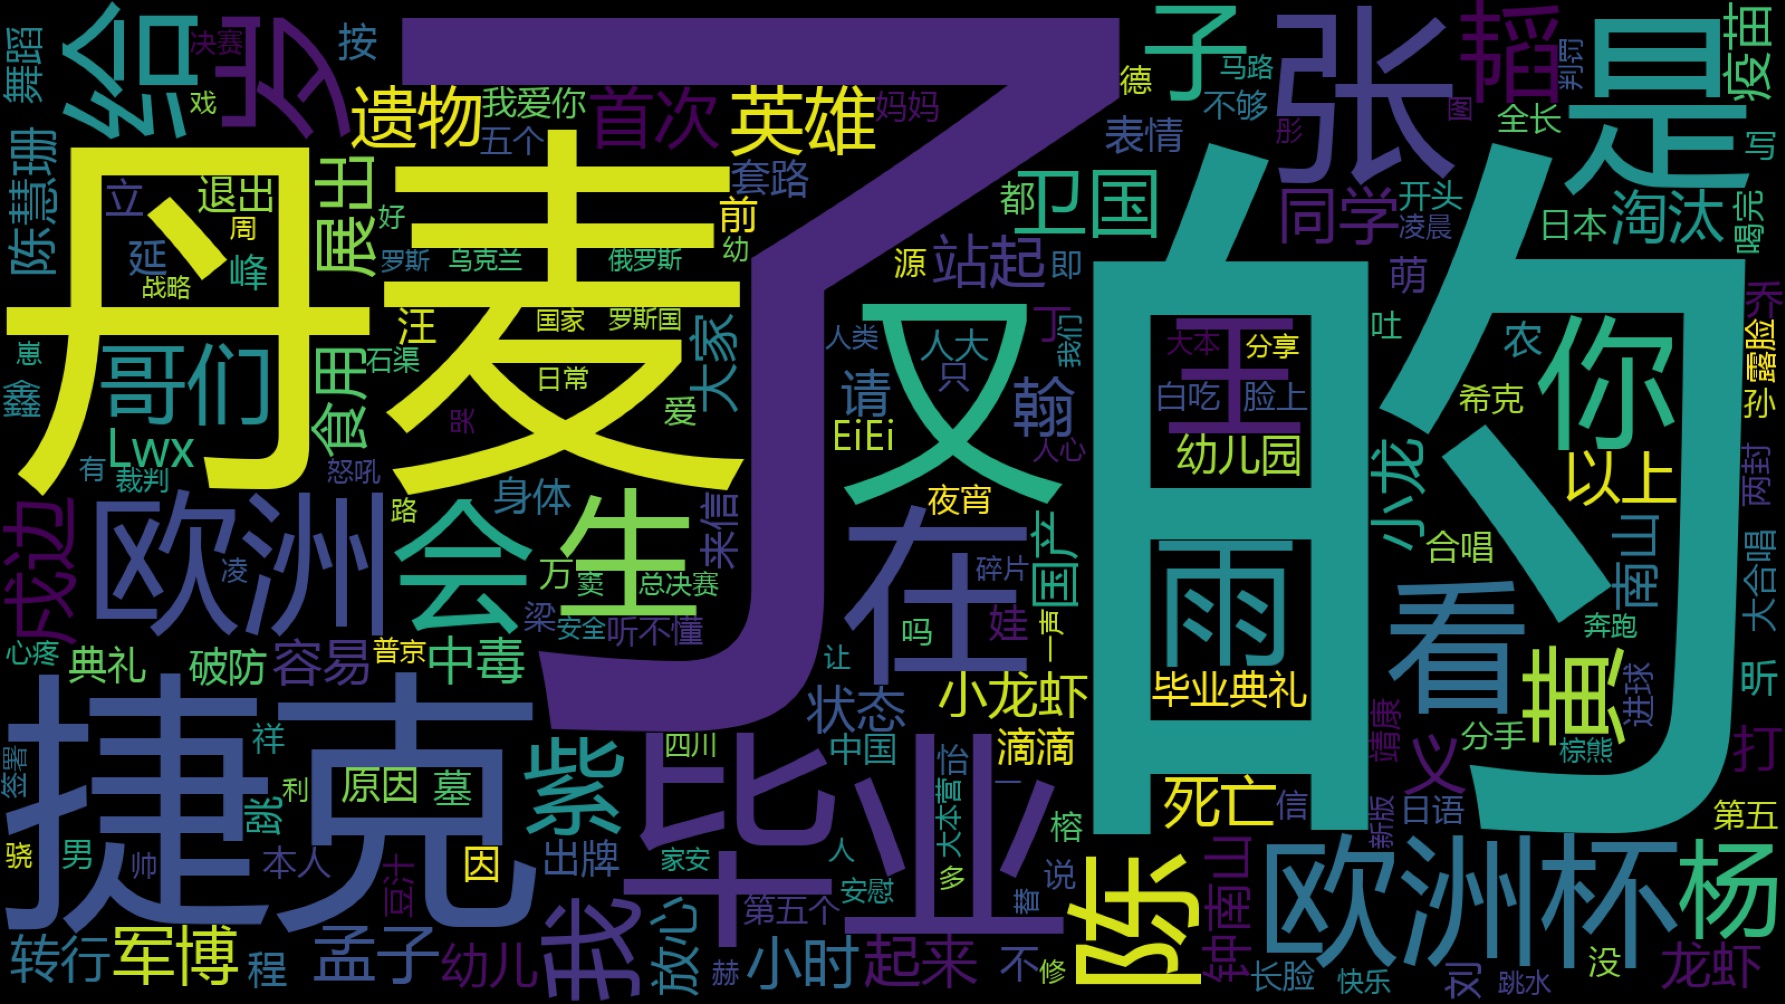 了
的
丹麦
捷克
毕业
欧洲杯
欧洲
是
张
又
给
岁
韬
子
按
决赛
舞蹈
戏
遗物
我爱你
五个
首次
英雄
妈妈
套路
德
马路
不够
表情
彤
图
全长
疫苗
写
陈慧珊
立
退出
周
延
峰
战略
展出
好
罗斯
乌克兰
俄罗斯
前
幼
源
都
卫国
站起
即
同学
开头
凌晨
日本
淘汰
喝完
萌
乔
崽
鑫
哥们
汪
国家
罗斯国
石渠
日常
食用
大家
爱
人类
人大
只
丁
我们
请
翰
人心
EiEi
王
大本
分享
白吃
脸上
幼儿园
吐
农
你
希克
孙
露脸
Lwx
有
裁判
怒吼
路
身体
来信
夜宵
在
国产
碎片
小龙
以上
两封
合唱
南山
大合唱
戍边
凌
会
生
万
窦
总决赛
梁
安全
听不懂
吗
娃
一声
雨
看
奔跑
心疼
典礼
破防
容易
普京
中毒
让
状态
小龙虾
毕业典礼
黄
进球
听
祥
签署
利
跳
原因
墓
紫
四川
中国
怡
一
滴滴
大本营
死亡
信
靖康
义
分手
棕熊
打
新版
日语
第五
骁
男
帅
本人
豆汁
因
出牌
家安
人
安慰
多
榕
说
替
第五个
陈
钟南山
杨
转行
军博
程
孟子
幼儿
我
放心
赫
小时
起来
不
修
长脸
快乐
刘
跳水
没
龙虾